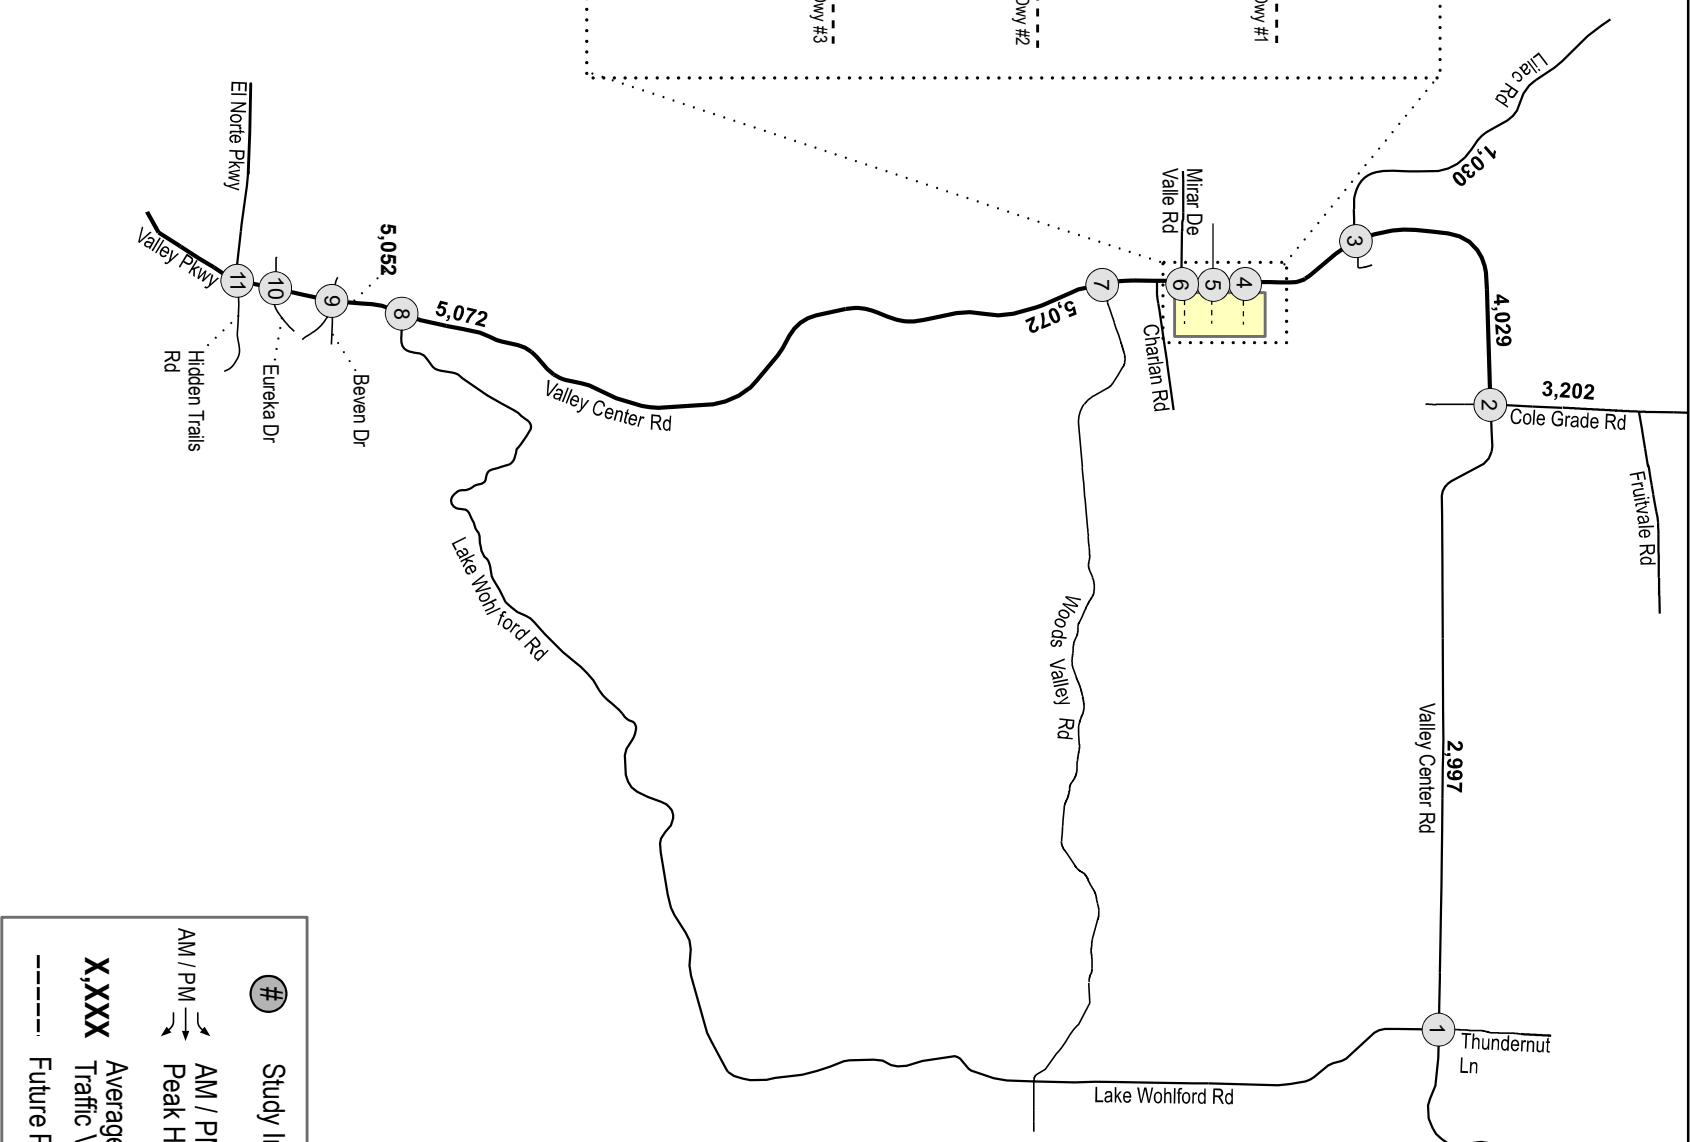 Dwy #3
Dwy #2
Dwy #1
Lilac Rd
1,030
El Norte Pkwy
Valley Pkwy
5,052
Mirar De
Valle Rd
3
11
10
9
8
7
6
5
4
5,072
5,072
4,029
3,202
2
Cole Grade Rd
Charlan Rd
Hidden Trails
Rd
Eureka Dr
Beven Dr
Valley Center Rd
Fruitvale Rd
Lake Wohlford Rd
Woods Valley Rd
Valley Center Rd
2,997
1
Thundernut
Ln
Lake Wohlford Rd
# Study I
AM / PM
AM / P
Peak H
X,XXX
Average
Traffic
Future